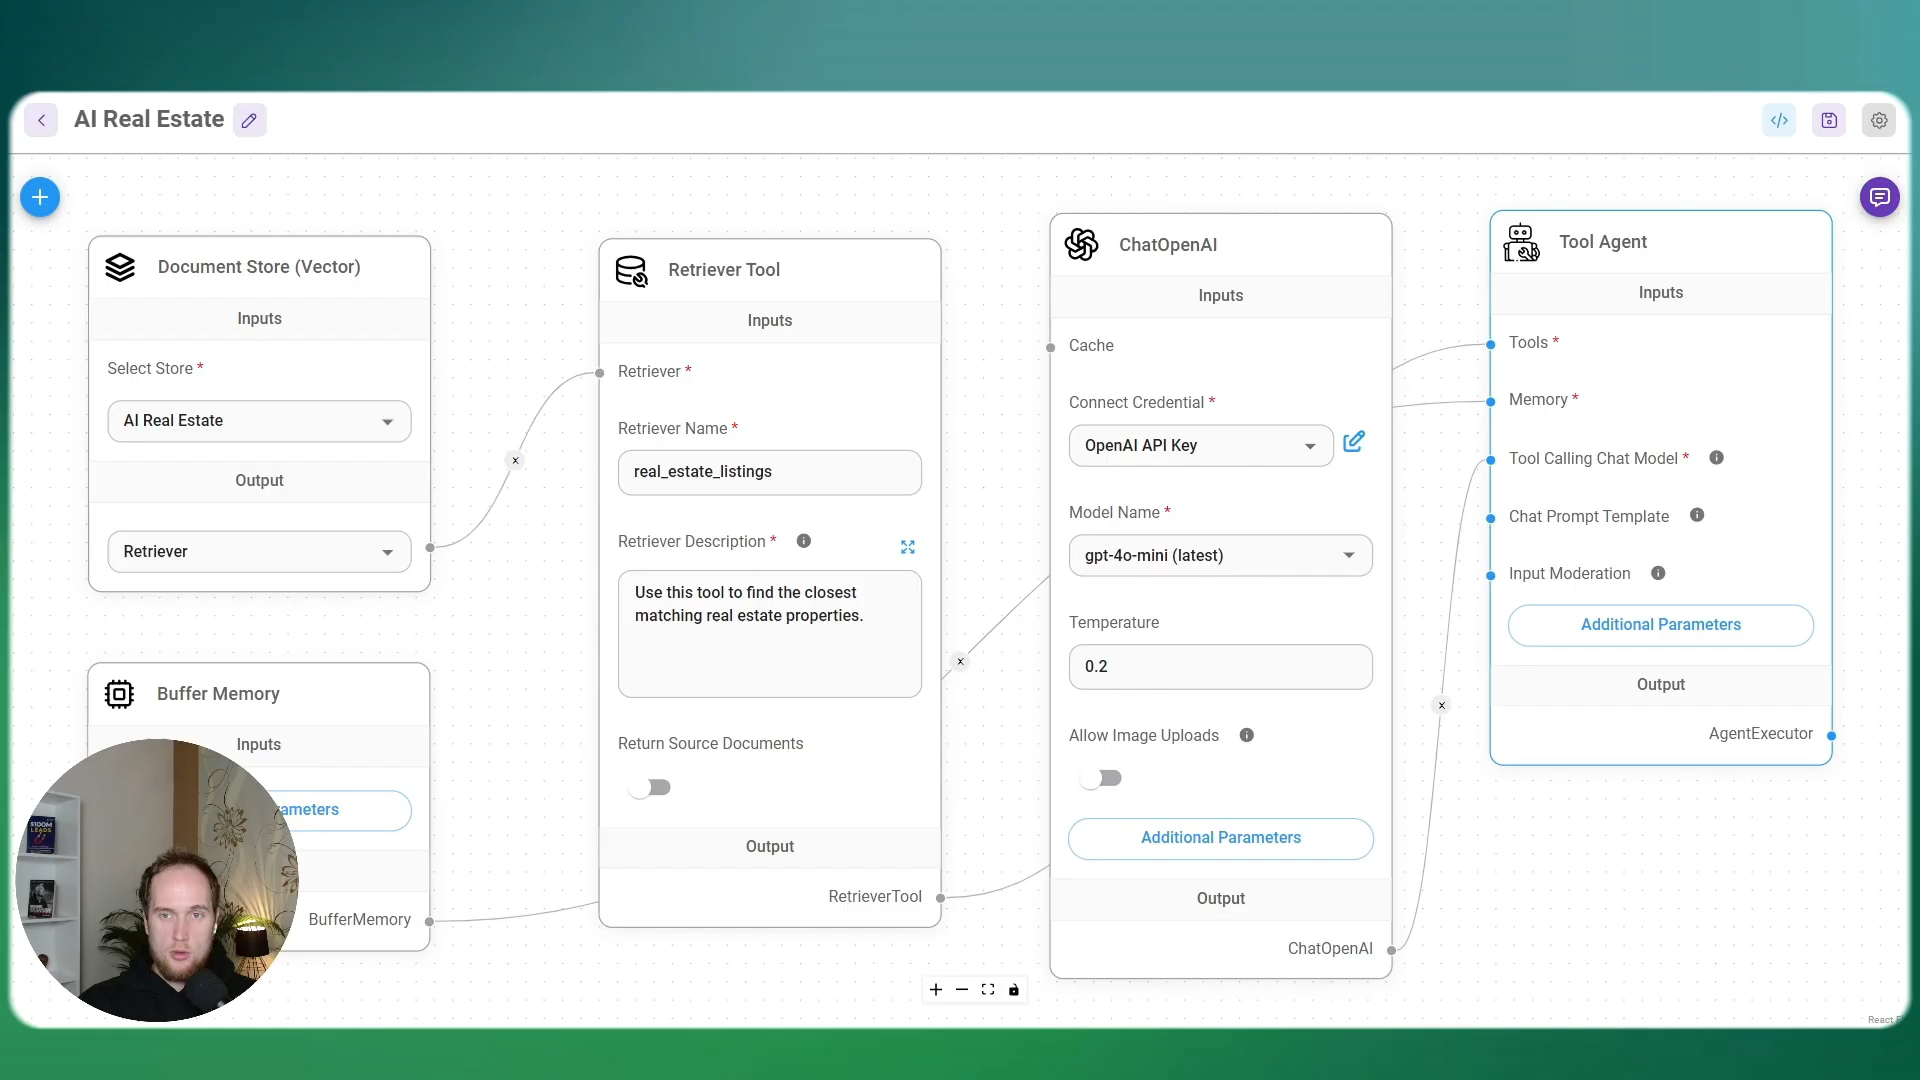 AI Real Estate
Document Store (Vector)
Inputs
Select Store *
AI Real Estate
Output
Retriever
Buffer Memory
Inputs
ameters
BufferMemory
Retriever Tool
Inputs
Retriever *
Retriever Name *
real_estate_listings
Retriever Description *
Use this tool to find the closest
matching real estate properties.
Return Source Documents
Output
RetrieverTool
ChatOpenAI
Inputs
Cache
Connect Credential *
OpenAI API Key
Model Name *
gpt-4o-mini (latest)
Temperature
0.2
Allow Image Uploads
Additional Parameters
Output
ChatOpenAI
Tool Agent
Inputs
Tools *
Memory *
Tool Calling Chat Model *
Chat Prompt Template
Input Moderation
Additional Parameters
Output
AgentExecutor
$100M
LEADS
React